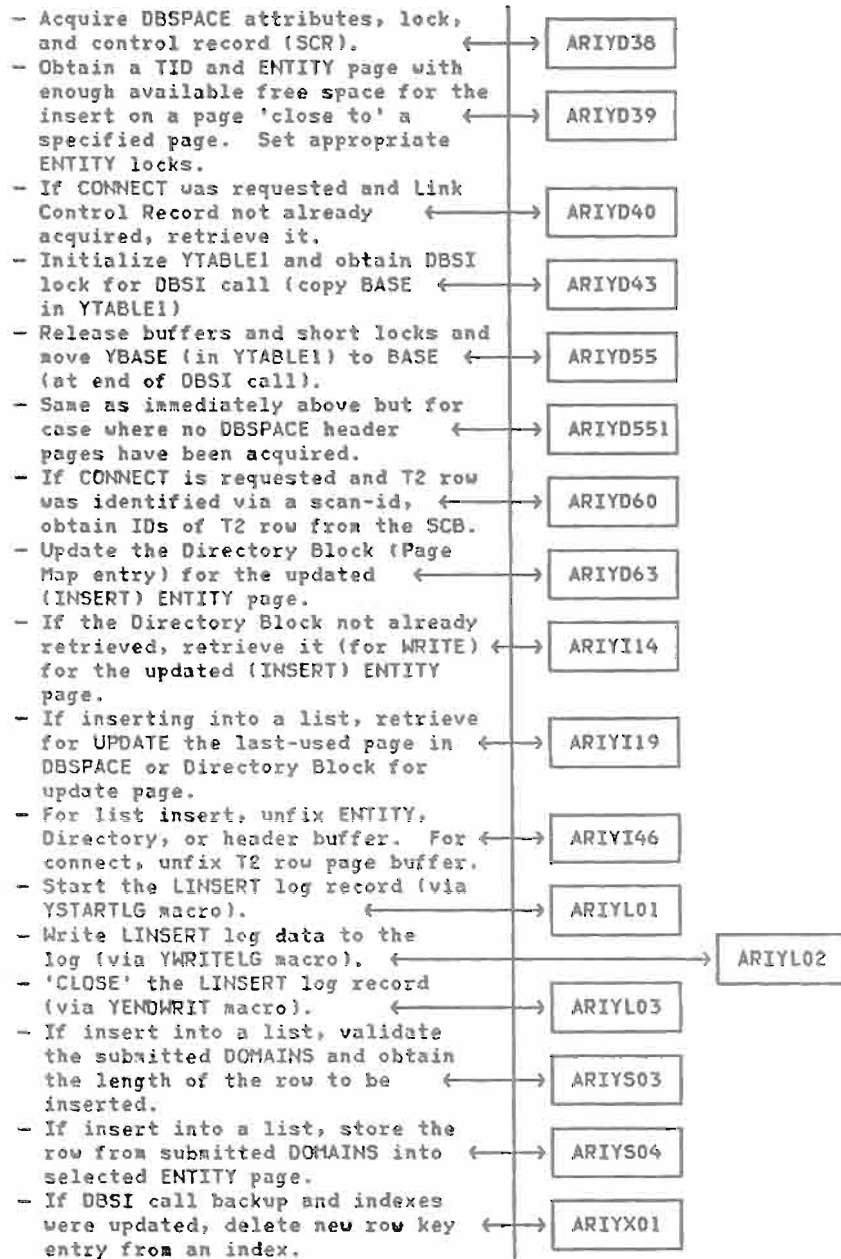 - Acquire DBSPACE attributes, lock,
and control record (SCR). ARIYD38
- Obtain a TID and ENTITY page with
enough available free space for the
insert on a page 'close to' a ARIYD39
specified page. Set appropriate
ENTITY locks.
- If CONNECT was requested and Link
Control Record not already ARIYD40
acquired, retrieve it.
- Initialize YTABLE1 and obtain DBSI
lock for DBSI call (copy BASE ARIYD43
in YTABLE1)
- Release buffers and short locks and
move YBASE (in YTABLE1) to BASE ARIYD55
(at end of DBSI call).
- Same as immediately above but for
case where no DBSPACE header ARIYD551
pages have been acquired.
- If CONNECT is requested and T2 row
was identified via a scan-id, ARIYD60
obtain IDs of T2 row from the SCB.
- Update the Directory Block (Page
Map entry) for the updated ARIYD63
(INSERT) ENTITY page.
- If the Directory Block not already
retrieved, retrieve it (for WRITE) ARIYI14
for the updated (INSERT) ENTITY
page.
- If inserting into a list, retrieve
for UPDATE the last-used page in ARIYI19
DBSPACE or Directory Block for
update page.
- For list insert, unfix ENTITY,
Directory, or header buffer. For ARIYI46
connect, unfix T2 row page buffer.
- Start the LINSERT log record (via
YSTARTLG macro). ARIYL01
- Write LINSERT log data to the
log (via YWRITELG macro). ARIYL02
- 'CLOSE' the LINSERT log record
(via YENDWRIT macro). ARIYL03
- If insert into a list, validate
the submitted DOMAINS and obtain
the length of the row to be ARIYS03
inserted.
- If insert into a list, store the
row from submitted DOMAINS into ARIYS04
selected ENTITY page.
- If DBSI call backup and indexes
were updated, delete new row key ARIYX01
entry from an index.